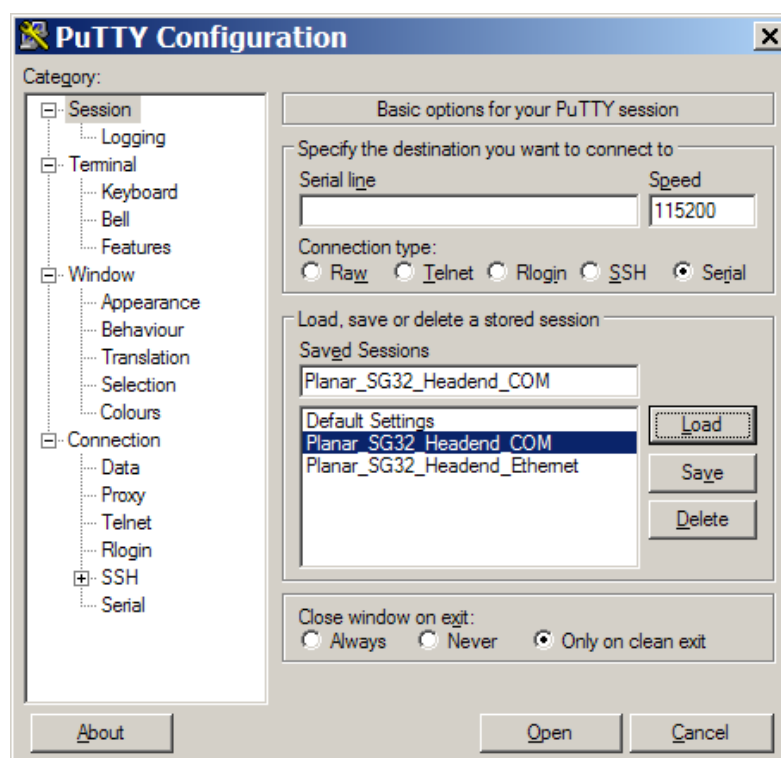 PuTTY Configuration
Category:
Session
Logging
Terminal
Keyboard
Bell
Features
Window
Appearance
Behaviour
Translation
Selection
Colours
Connection
Data
Proxy
Telnet
Rlogin
SSH
Serial
Basic options for your PuTTY session
Specify the destination you want to connect to
Serial line Speed
115200
Connection type:
Raw Telnet Rlogin SSH Serial
Load, save or delete a stored session
Saved Sessions
Planar_SG32_Headend_COM
Default Settings
Planar_SG32_Headend_COM
Planar_SG32_Headend_Ethernet
Load
Save
Delete
Close window on exit:
Always Never Only on clean exit
About Open Cancel